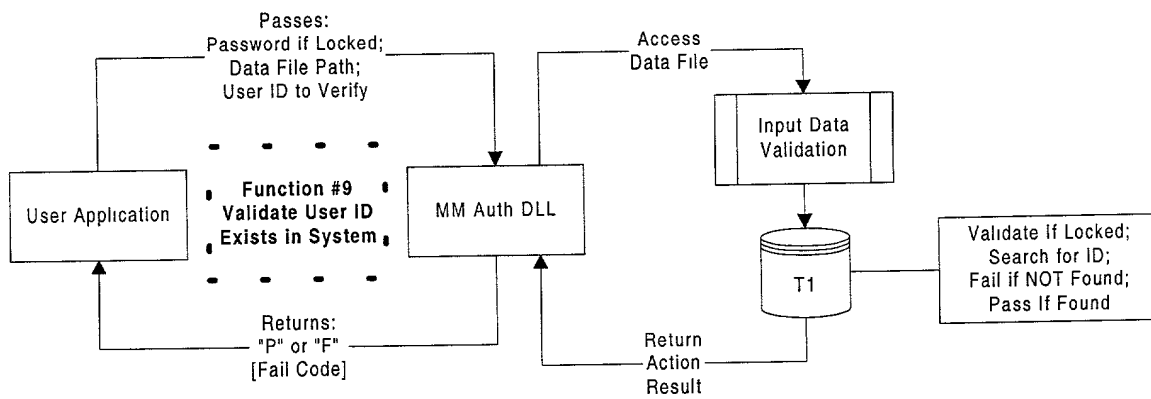 Passes:
Password if Locked;
Data File Path;
User ID to Verify
Access
Data File
Input Data
Validation
User Application
Function #9
Validate User ID
Exists in System
MM Auth DLL
T1
Validate if Locked;
Search for ID;
Fail if NOT Found;
Pass If Found
Returns:
"P" or "F"
[Fail Code]
Return
Action
Result